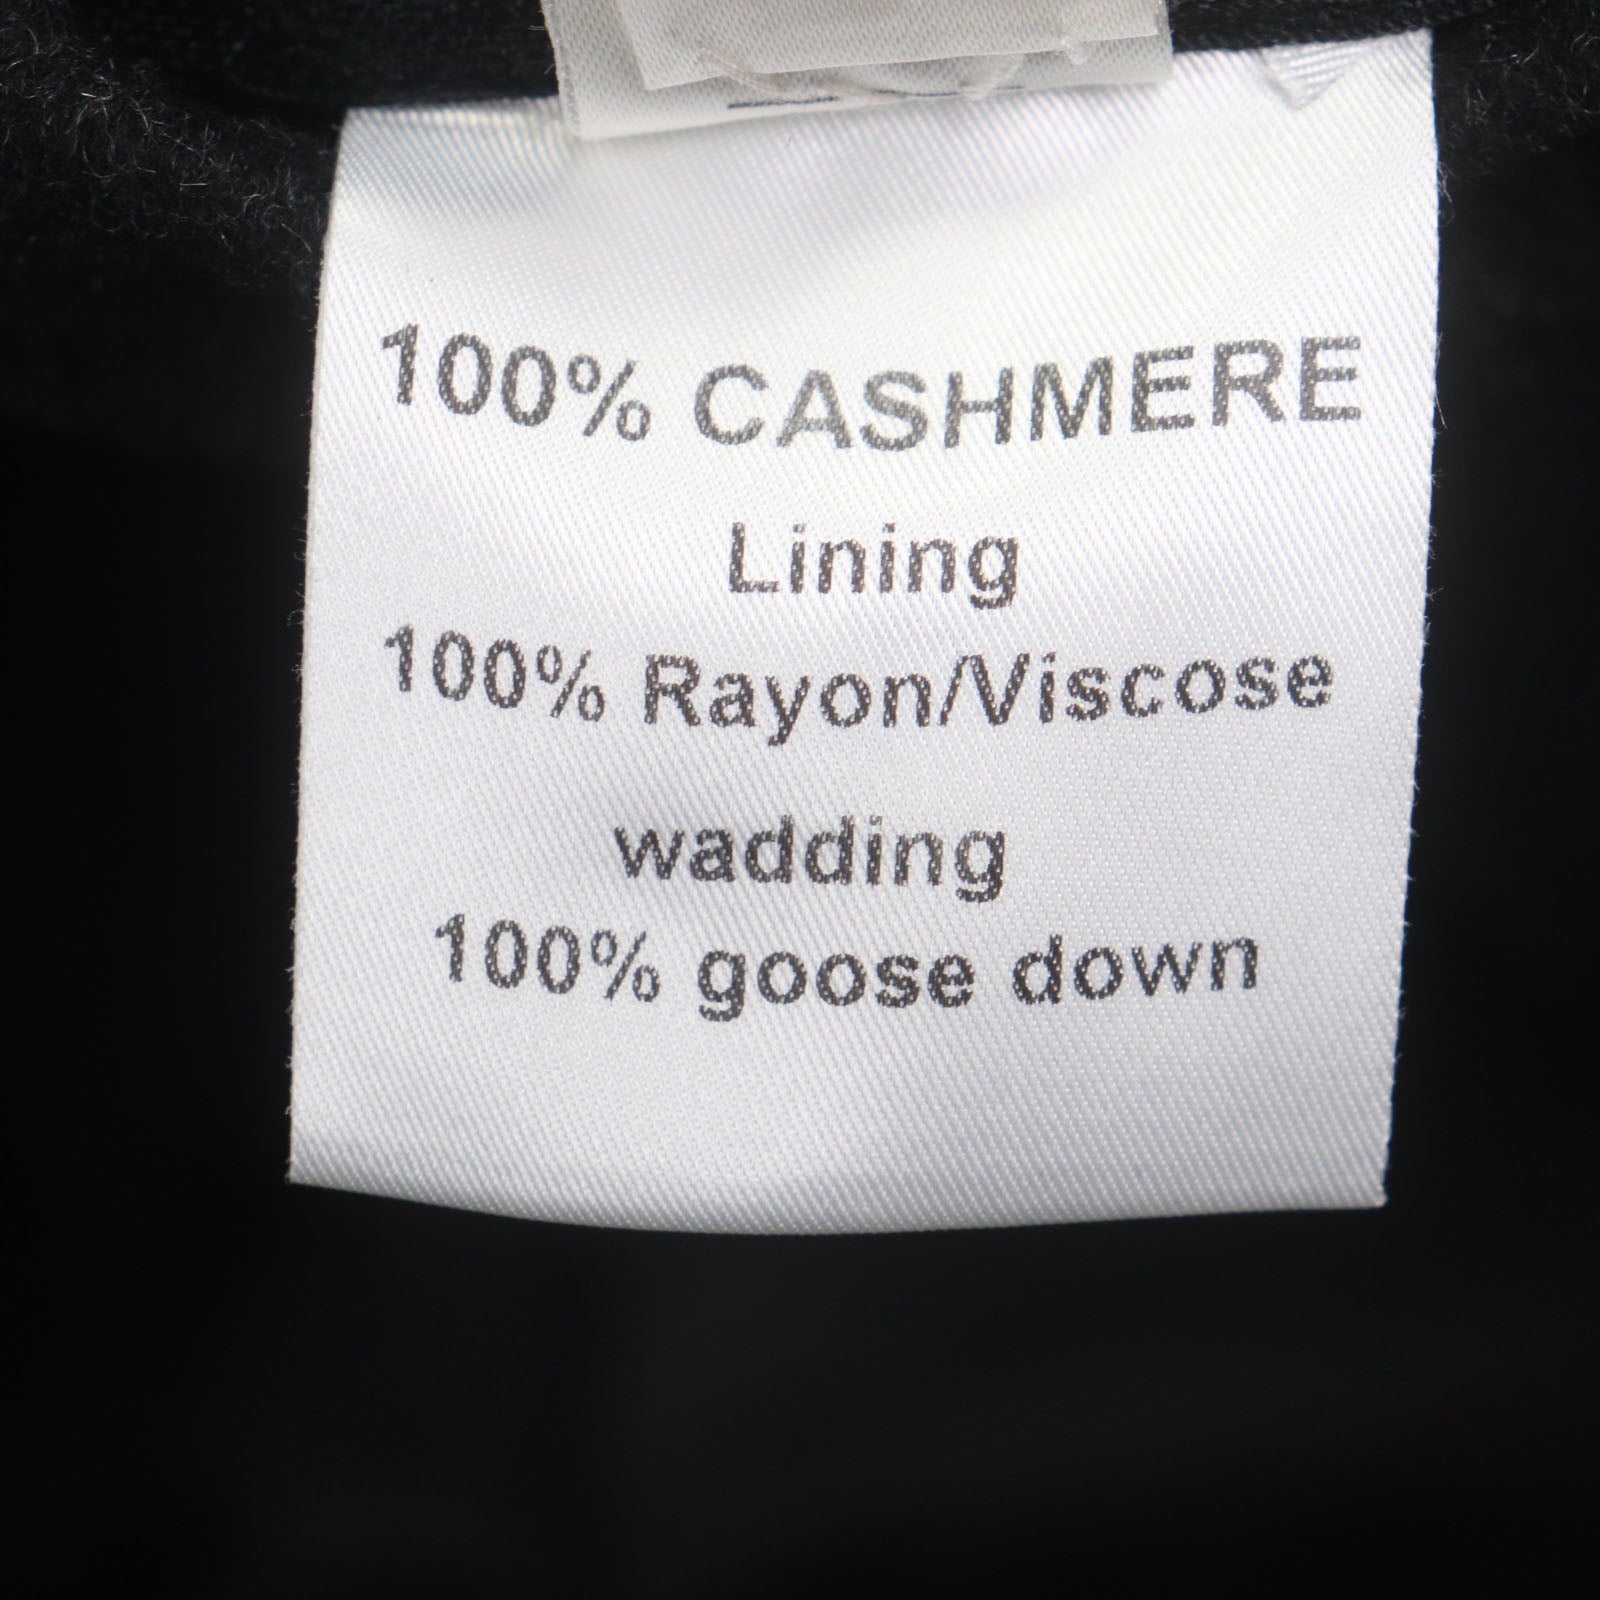 100% CASHMERE
Lining
100% Rayon/Viscose
wadding
100% goose down